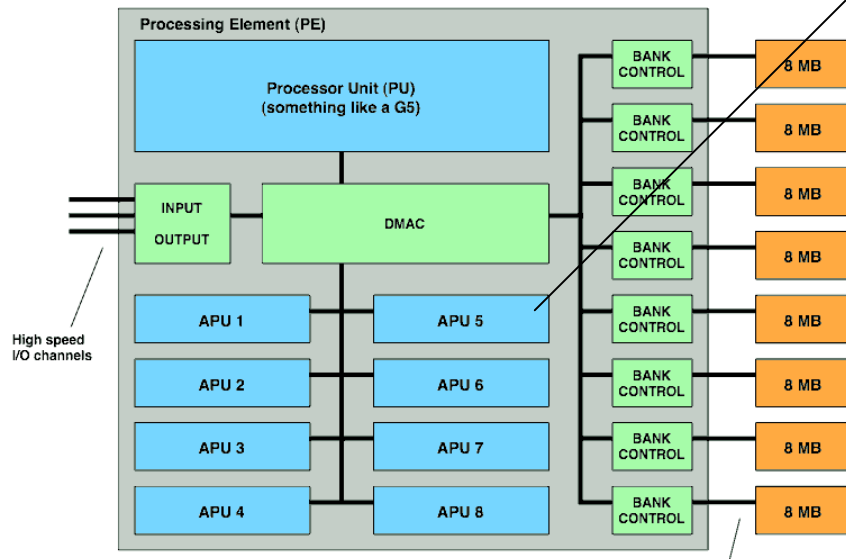 Processing Element (PE)
Processor Unit (PU)
(something like a G5)
BANK
CONTROL
8 MB
BANK
CONTROL
8 MB
BANK
CONTROL
8 MB
INPUT
OUTPUT
DMAC
BANK
CONTROL
8 MB
High speed
I/O channels
APU 1
APU 5
BANK
CONTROL
8 MB
APU 2
APU 6
BANK
CONTROL
8 MB
APU 3
APU 7
BANK
CONTROL
8 MB
APU 4
APU 8
BANK
CONTROL
8 MB